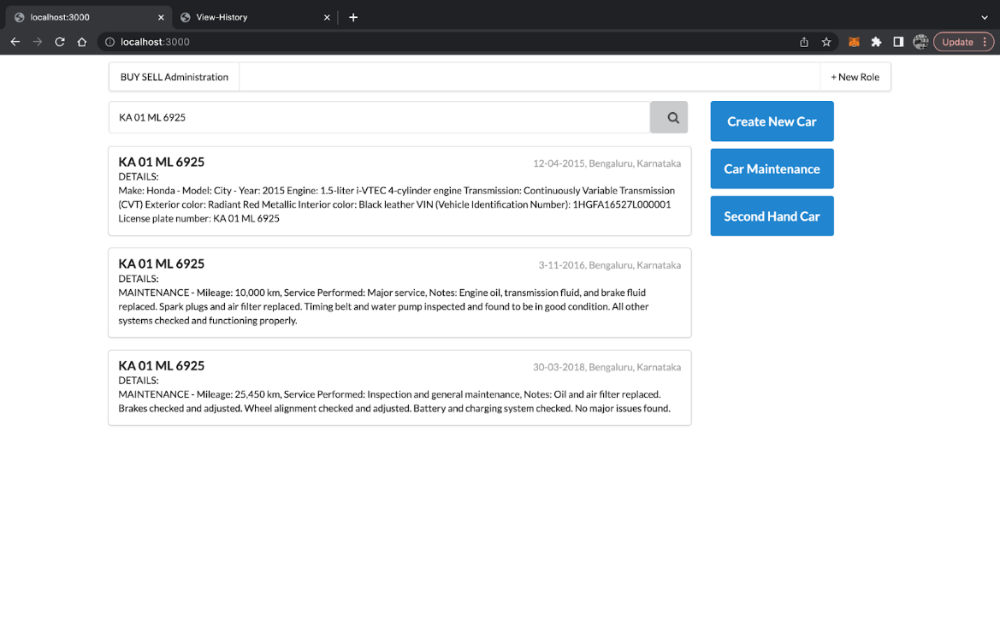 localhost:3000
View-History
localhost:3000
Update
BUY SELL Administration
+ New Role
KA 01 ML 6925
Create New Car
Car Maintenance
Second Hand Car
KA 01 ML 6925
12-04-2015, Bengaluru, Karnataka
DETAILS:
Make: Honda - Model: City - Year: 2015 Engine: 1.5-liter i-VTEC 4-cylinder engine Transmission: Continuously Variable Transmission
(CVT) Exterior color: Radiant Red Metallic Interior color: Black leather VIN (Vehicle Identification Number): 1HGFA16527L000001
License plate number: KA 01 ML 6925
KA 01 ML 6925
3-11-2016, Bengaluru, Karnataka
DETAILS:
MAINTENANCE - Mileage: 10,000 km, Service Performed: Major service, Notes: Engine oil, transmission fluid, and brake fluid
replaced. Spark plugs and air filter replaced. Timing belt and water pump inspected and found to be in good condition. All other
systems checked and functioning properly.
KA 01 ML 6925
30-03-2018, Bengaluru, Karnataka
DETAILS:
MAINTENANCE - Mileage: 25,450 km, Service Performed: Inspection and general maintenance, Notes: Oil and air filter replaced.
Brakes checked and adjusted. Wheel alignment checked and adjusted. Battery and charging system checked. No major issues found.